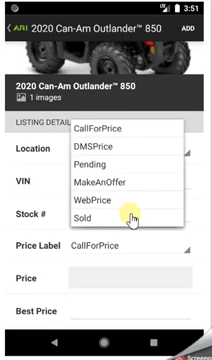 3:51
ARI 2020 Can-Am Outlander™ 850 ADD
2020 Can-Am Outlander™ 850
1 images
LISTING DETAIL
CallForPrice
DMSPrice
Location
Pending
VIN
MakeAnOffer
WebPrice
Stock #
Sold
Price Label CallForPrice
Price
Best Price